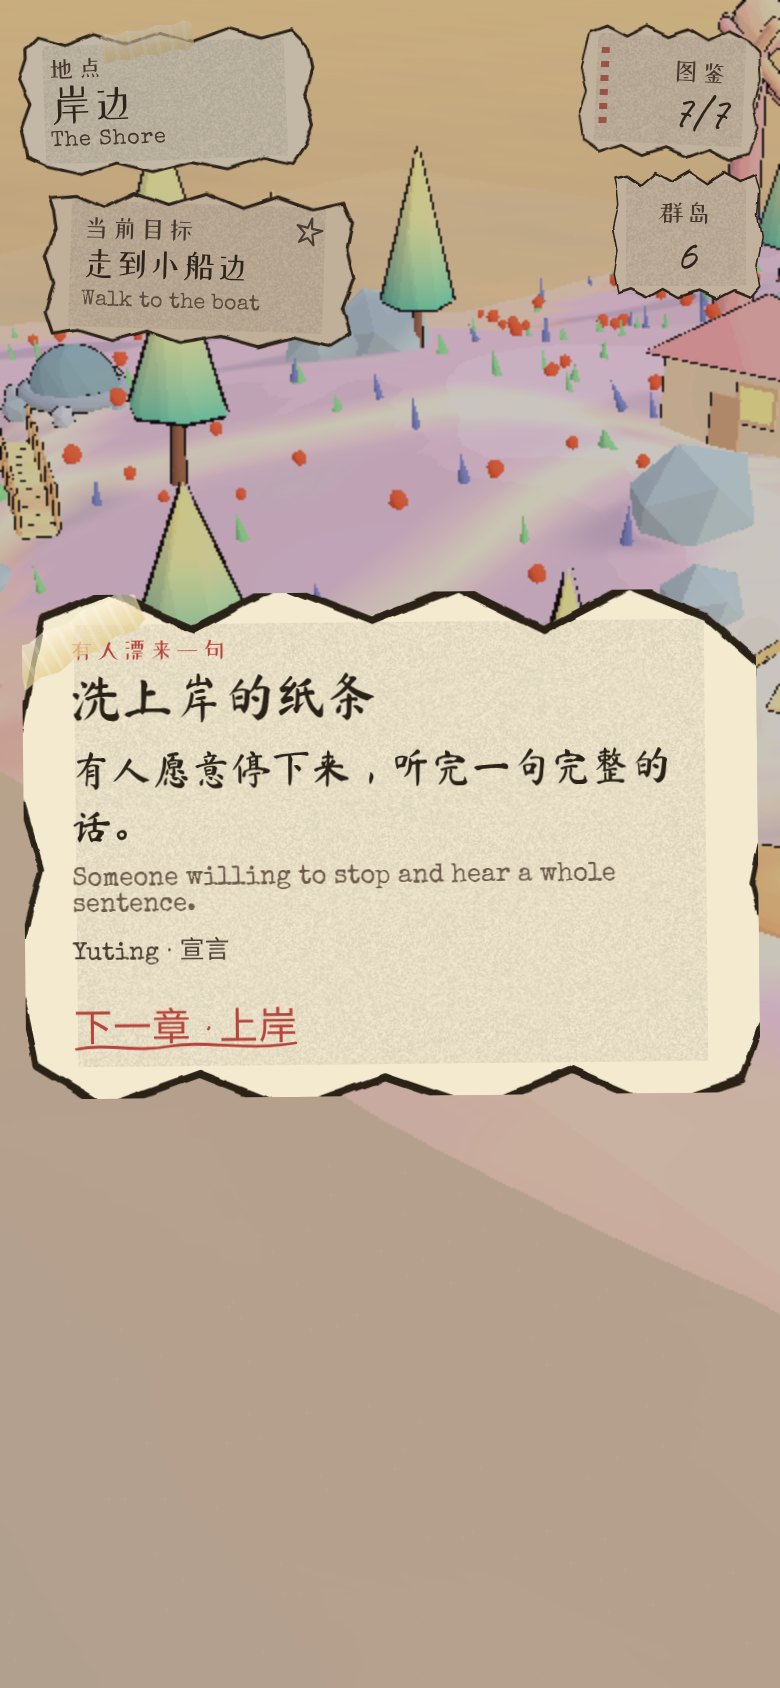 地点
岸边
The Shore
图鉴
7/7
当前目标
走到小船边
Walk to the boat
群岛
6
有人漂来一句
洗上岸的纸条
有人愿意停下来，听完一句完整的
话。
Someone willing to stop and hear a whole
sentence.
Yuting · 宣言
下一章 · 上岸